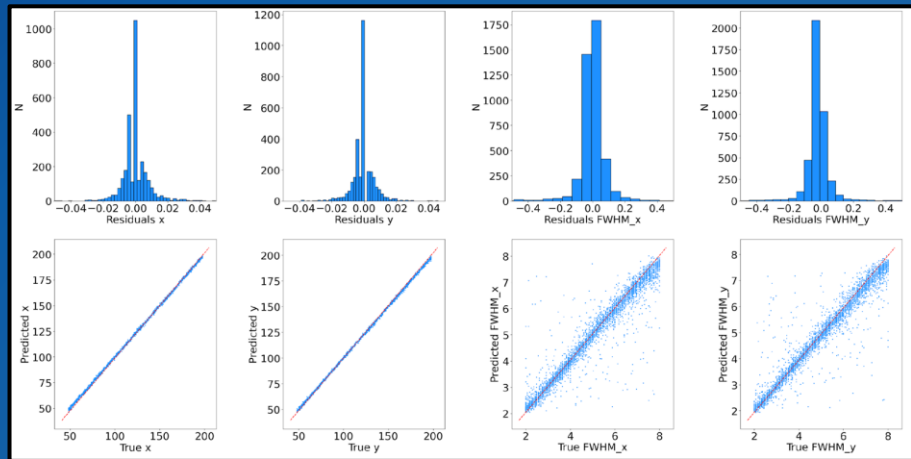 1000
800
600
400
200
0
N
−0.04 −0.02 0.00 0.02 0.04
Residuals x
1200
1000
800
600
400
200
0
N
−0.04 −0.02 0.00 0.02 0.04
Residuals y
1750
1500
1250
1000
750
500
250
0
N
−0.4 −0.2 0.0 0.2 0.4
Residuals FWHM_x
2000
1750
1500
1250
1000
750
500
250
0
N
−0.4 −0.2 0.0 0.2 0.4
Residuals FWHM_y
200
175
150
125
100
75
50
Predicted x
50 100 150 200
True x
200
175
150
125
100
75
50
Predicted y
50 100 150 200
True y
8
7
6
5
4
3
2
Predicted FWHM_x
2 4 6 8
True FWHM_x
8
7
6
5
4
3
2
Predicted FWHM_y
2 4 6 8
True FWHM_y